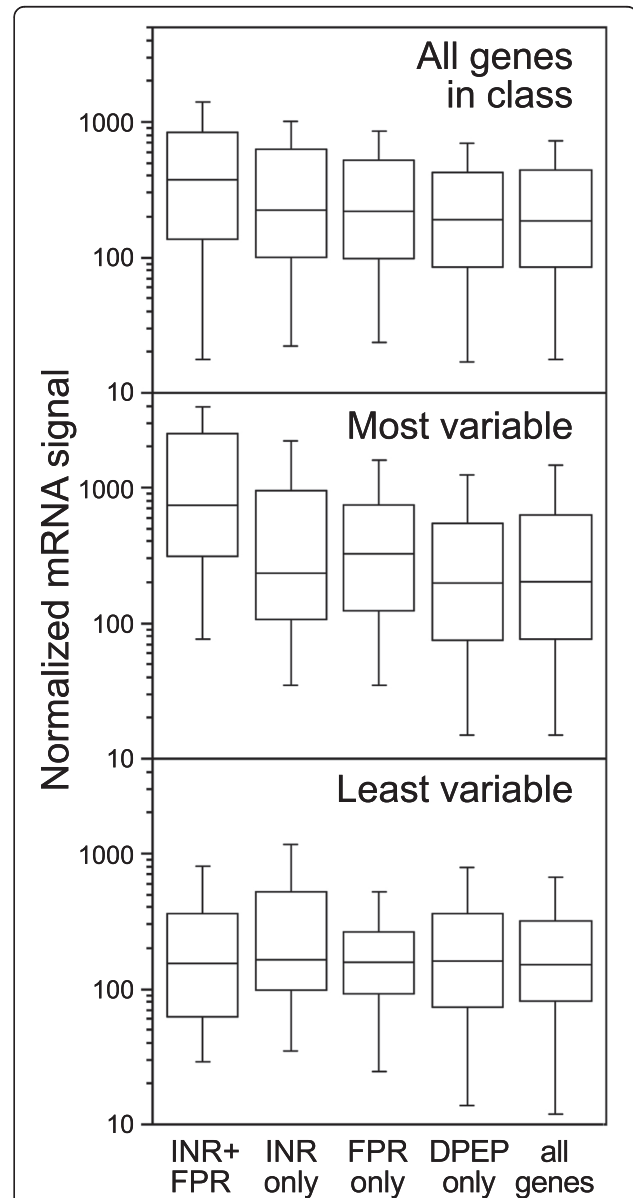 All genes
in class
1000
100
10
Most variable
1000
100
10
Least variable
1000
100
10
Normalized mRNA signal
INR+ INR FPR DPEP all
FPR only only only genes